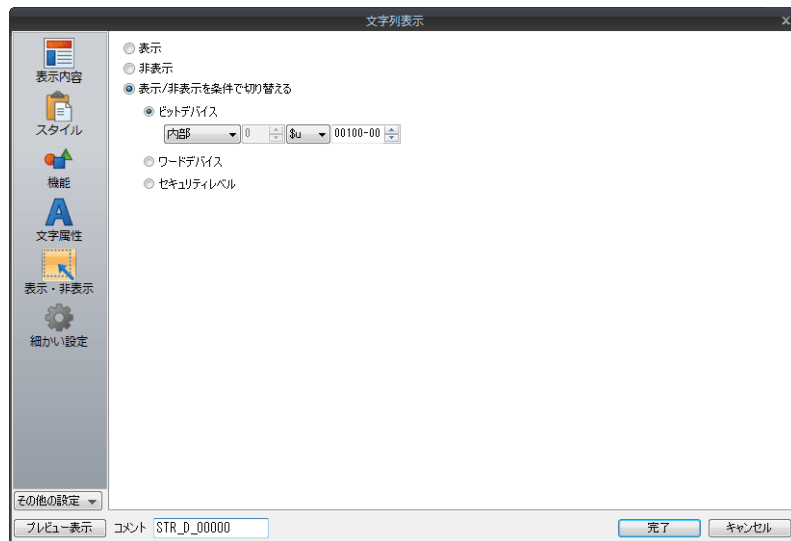 文字列表示
x
表示内容
スタイル
機能
文字属性
表示・非表示
細かい設定
その他の設定
表示
非表示
表示/非表示を条件で切り替える
ビットデバイス
内部 0 $u 00100-00
ワードデバイス
セキュリティレベル
プレビュー表示 コメント STR_D_00000 完了 キャンセル